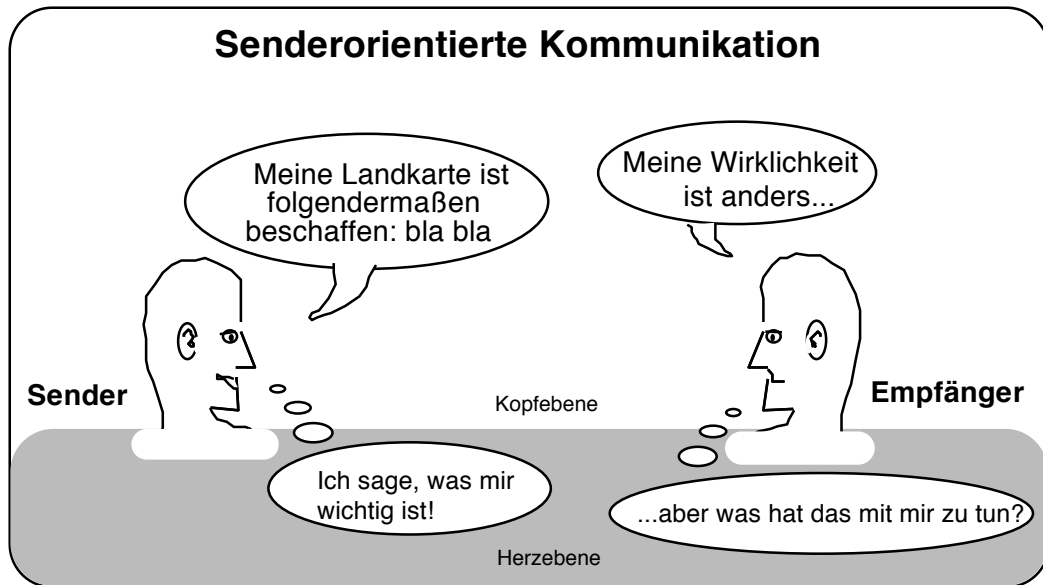 Senderorientierte Kommunikation
Meine Landkarte ist
folgendermaßen
beschaffen: bla bla
Meine Wirklichkeit
ist anders...
Sender
Kopfebene
Empfänger
Ich sage, was mir
wichtig ist!
...aber was hat das mit mir zu tun?
Herzebene